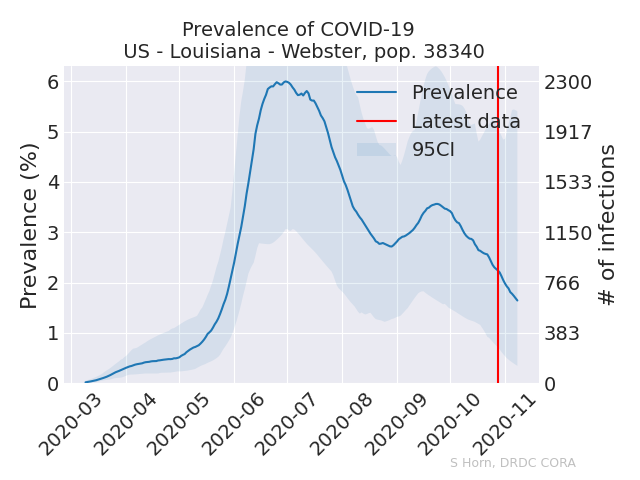 Prevalence of COVID-19
US - Louisiana - Webster, pop. 38340
Prevalence (%)
6
5
4
3
2
1
0
2300
1917
1533
1150
766
383
0
# of infections
Prevalence
Latest data
95CI
2020-03
2020-04
2020-05
2020-06
2020-07
2020-08
2020-09
2020-10
2020-11
S Horn, DRDC CORA